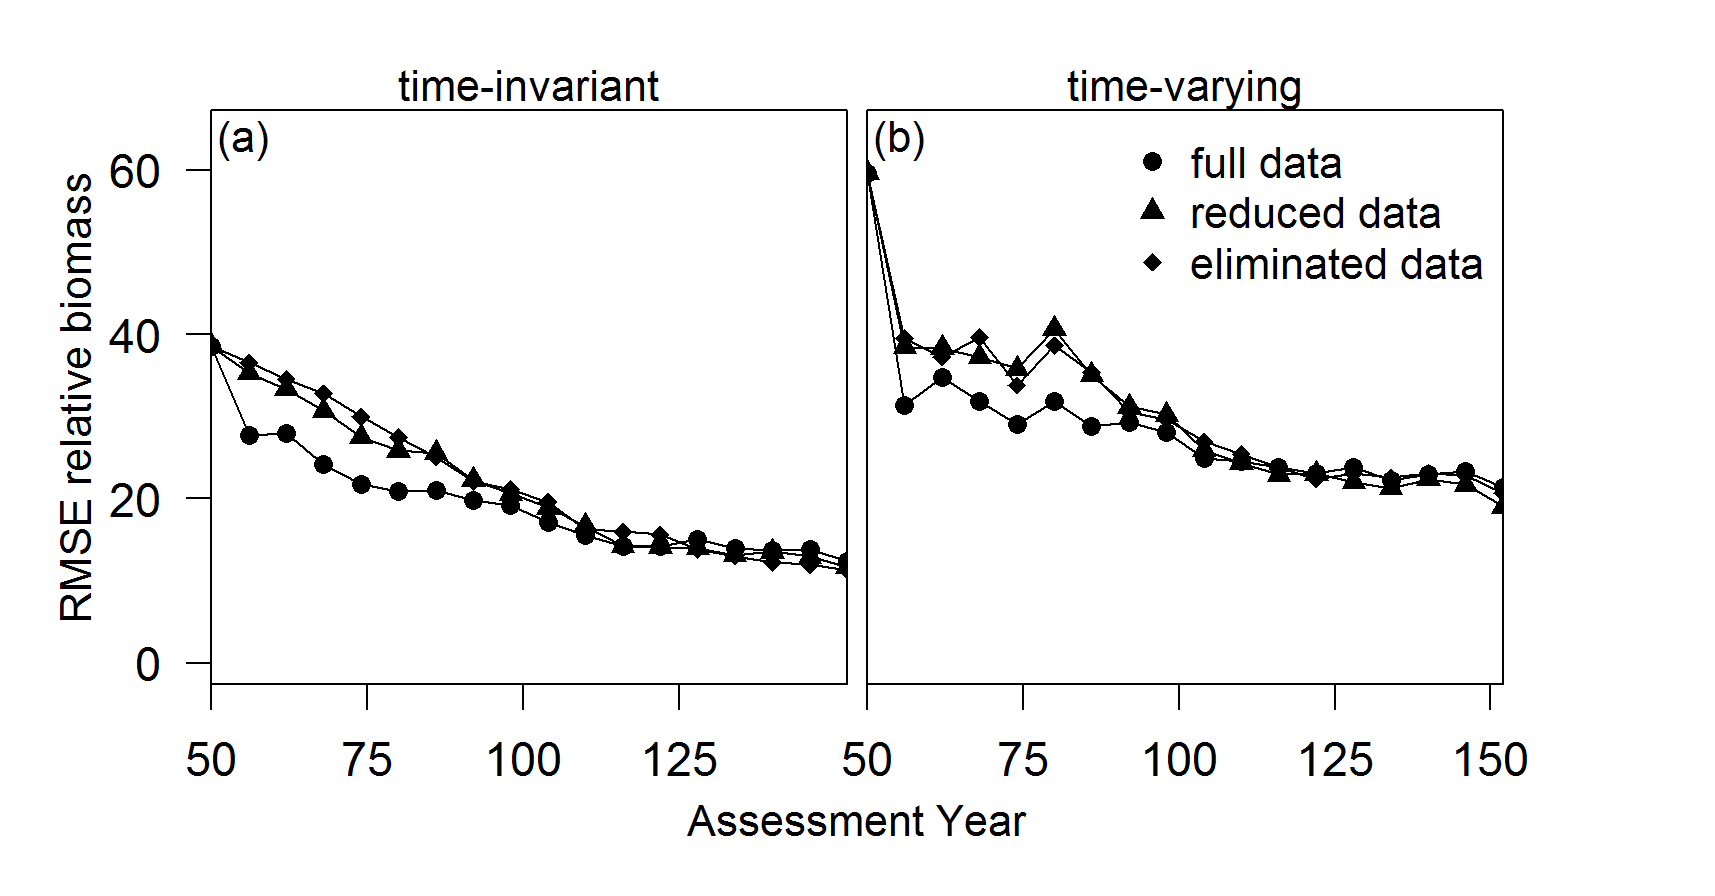 time-invariant
time-varying
(a)
(b)
full data
reduced data
eliminated data
RMSE relative biomass
60
40
20
0
50 75 100 125
50 75 100 125 150
Assessment Year